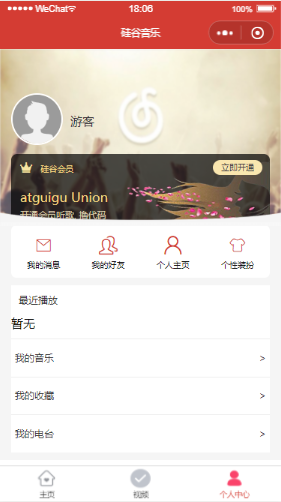 WeChat
18:06
100%
硅谷音乐
游客
硅谷会员
立即开通
atguigu Union
开通会员听歌, 撸代码
我的消息
我的好友
个人主页
个性装扮
最近播放
暂无
我的音乐 >
我的收藏 >
我的电台 >
主页
视频
个人中心